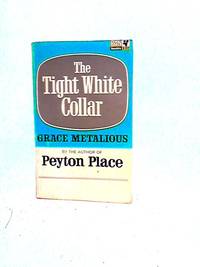 The
Tight White
Collar
GRACE METALIOUS
BY THE AUTHOR OF
Peyton Place